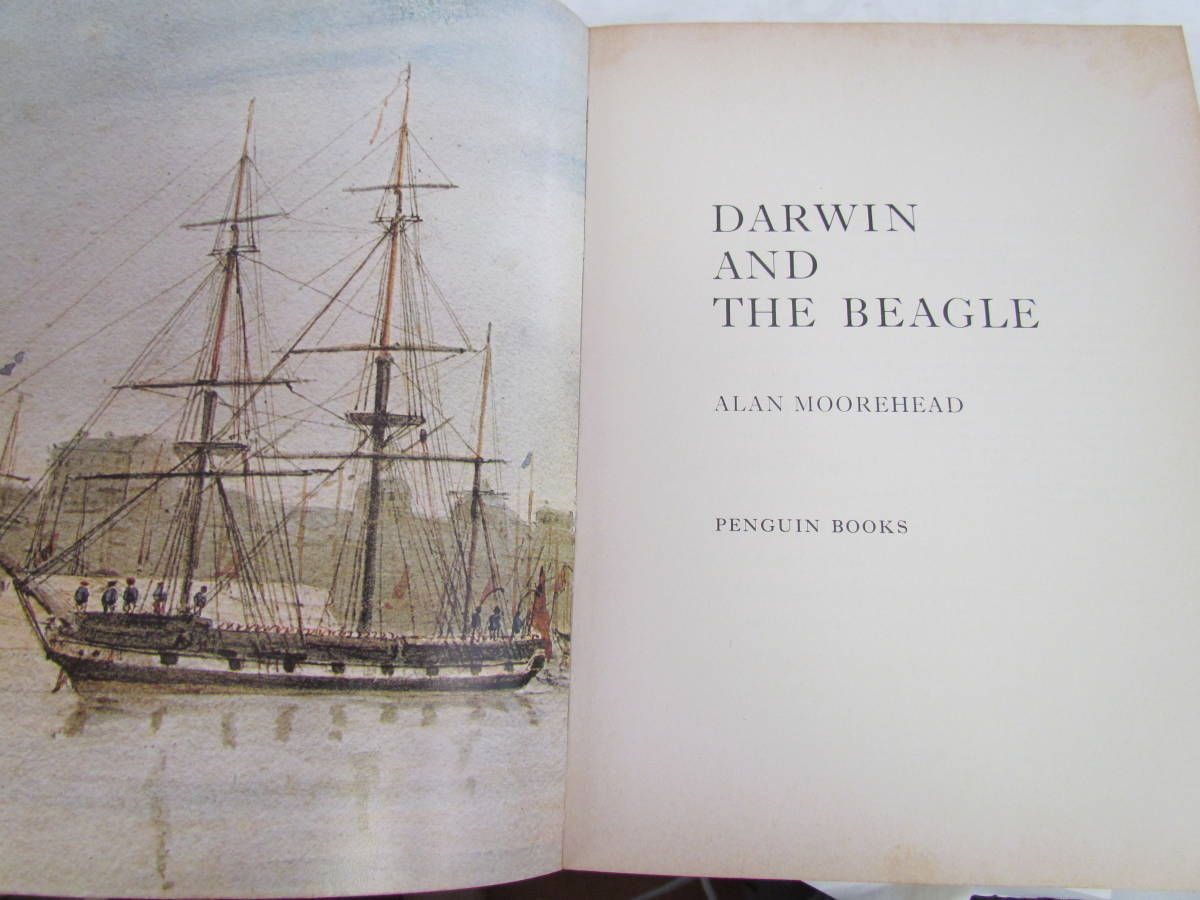 DARWIN
AND
THE BEAGLE
ALAN MOOREHEAD
PENGUIN BOOKS